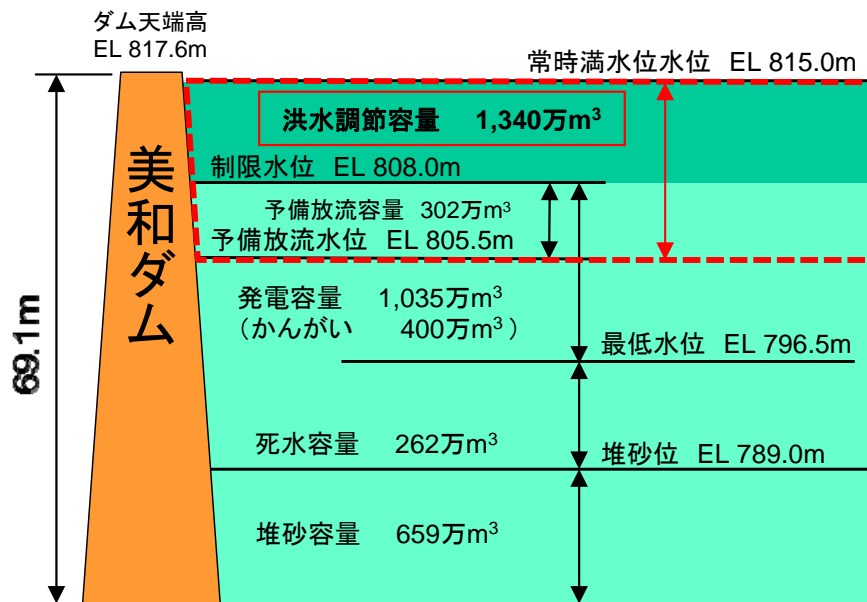 ダム天端高
EL 817.6m
常時満水位水位 EL 815.0m
洪水調節容量 1,340万m³
制限水位 EL 808.0m
予備放流容量 302万m³
予備放流水位 EL 805.5m
美和ダム
69.1m
発電容量 1,035万m³
（かんがい 400万m³ ）
最低水位 EL 796.5m
死水容量 262万m³
堆砂位 EL 789.0m
堆砂容量 659万m³